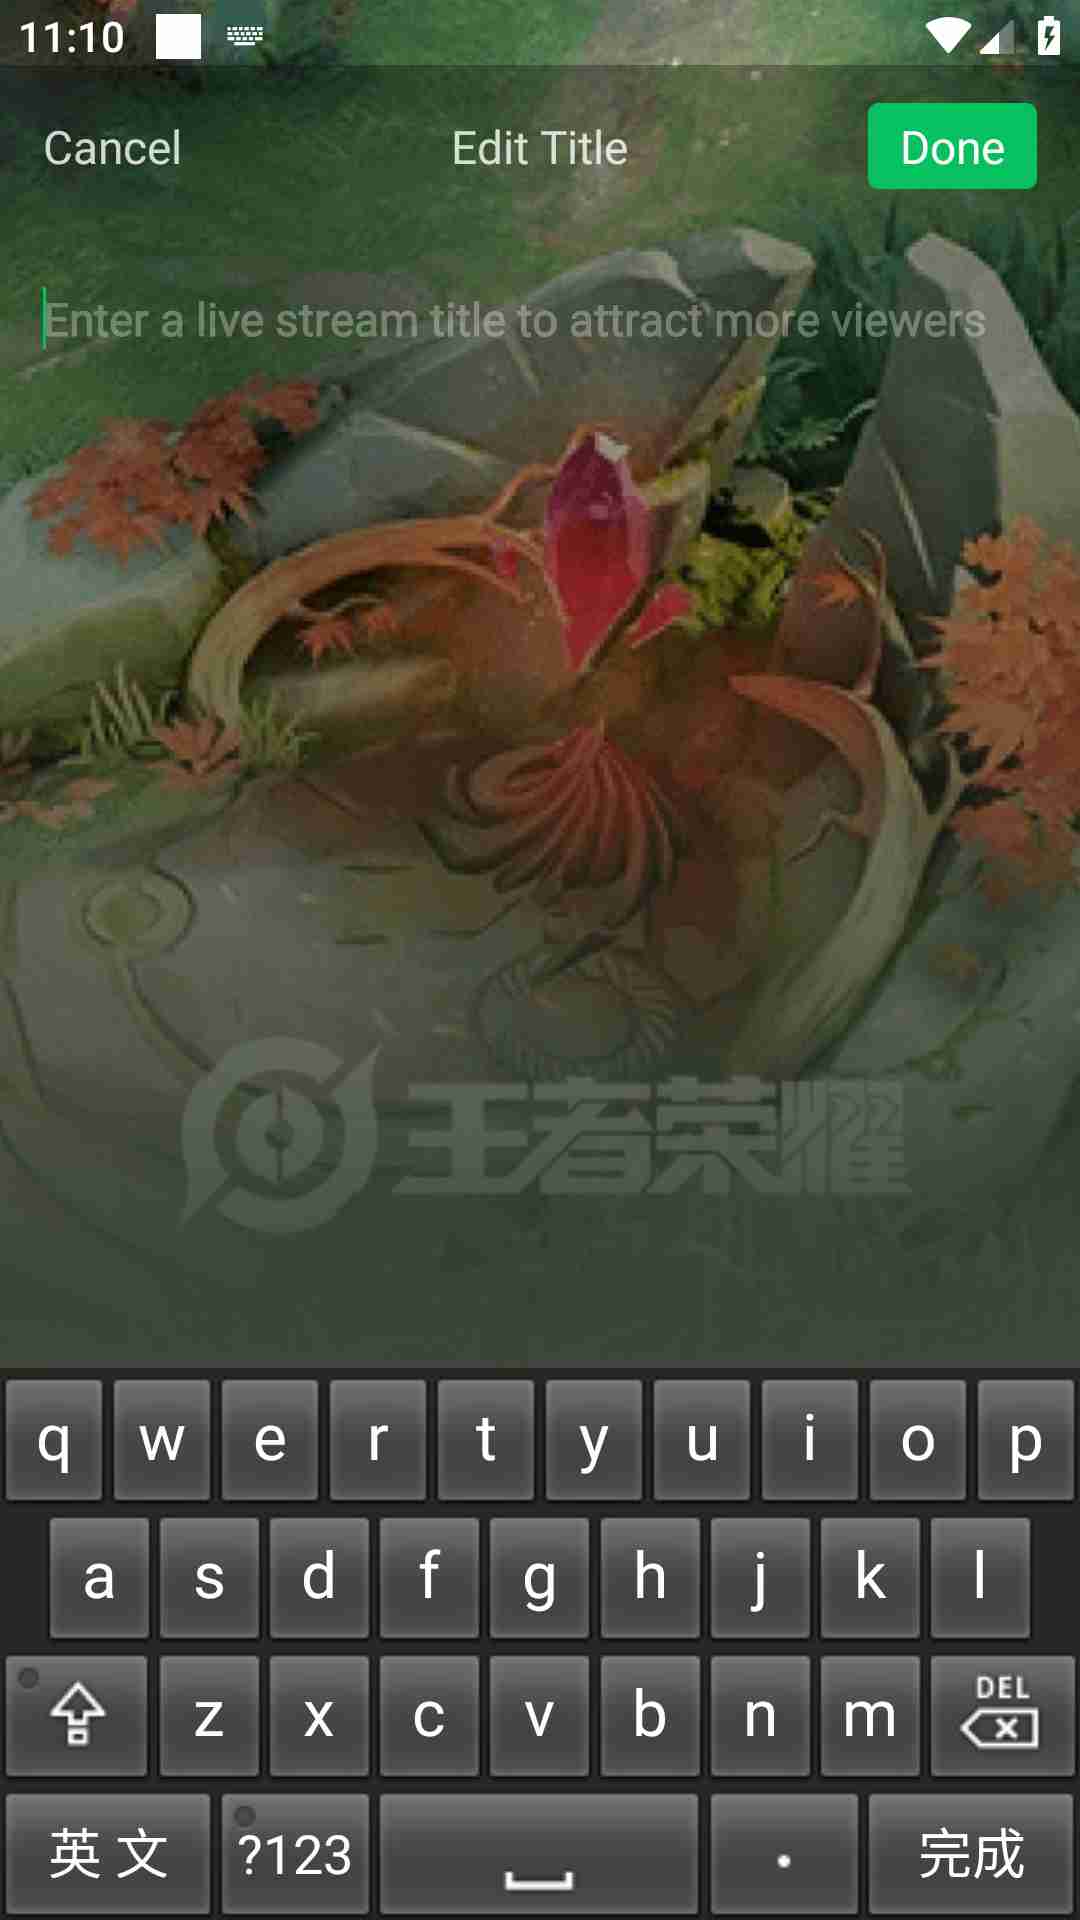 11:10
Cancel Edit Title Done
Enter a live stream title to attract more viewers
王者荣耀
q w e r t y u i o p
a s d f g h j k l
z x c v b n m DEL
英文 ?123 . 完成